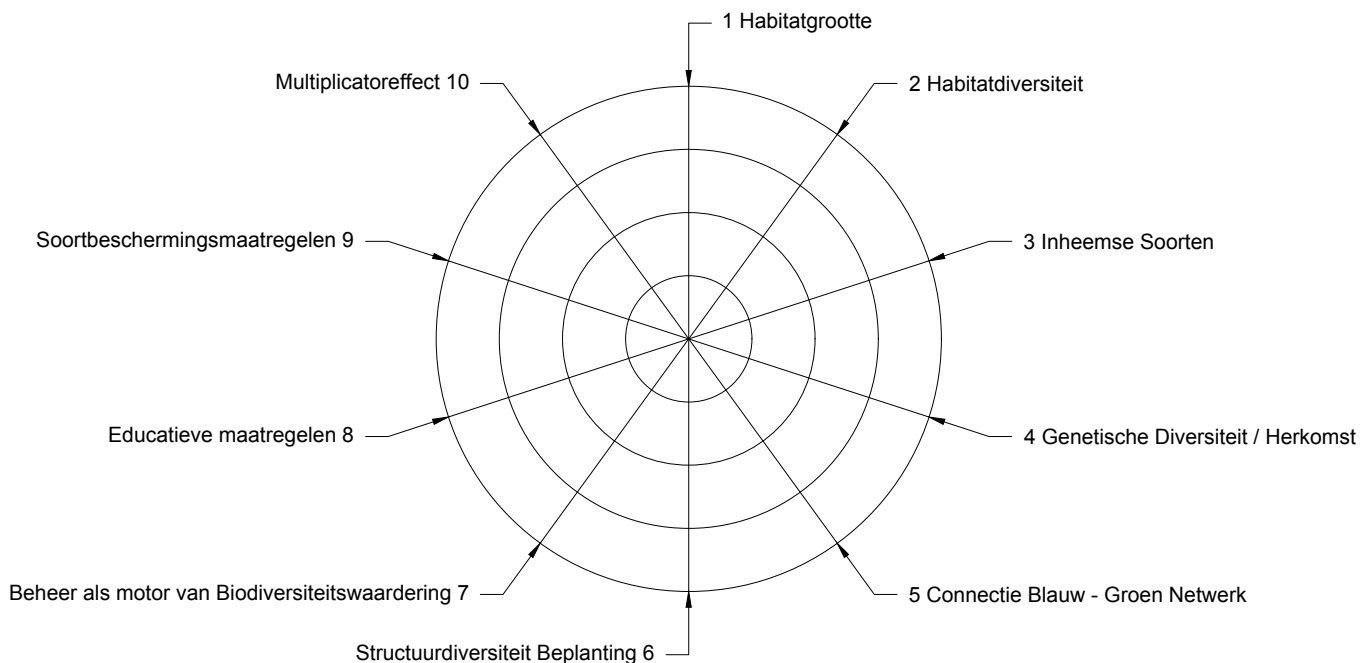 1 Habitatgrootte
2 Habitatdiversiteit
3 Inheemse Soorten
4 Genetische Diversiteit / Herkomst
5 Connectie Blauw - Groen Netwerk
Structuurdiversiteit Beplanting 6
Beheer als motor van Biodiversiteitswaardering 7
Educatieve maatregelen 8
Soortbeschermingsmaatregelen 9
Multiplicatoreffect 10